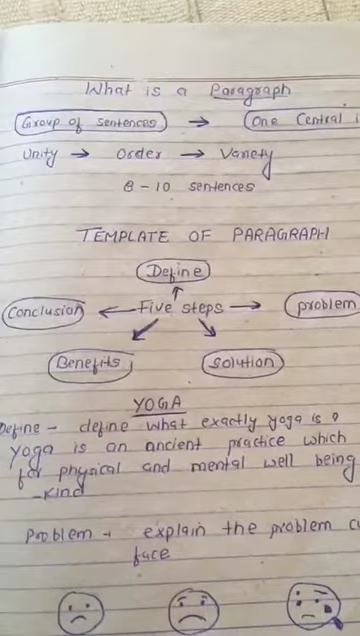 What is a Paragraph
Group of sentences → One Central
Unity → Order → Variety
8-10 sentences
TEMPLATE OF PARAGRAPH
Define
Conclusion ← Five steps → problem
Benefits Solution
YOGA
Define - define what exactly yoga is?
yoga is an ancient practice which
for physical and mental well being
-kind
Problem → explain the problem
face